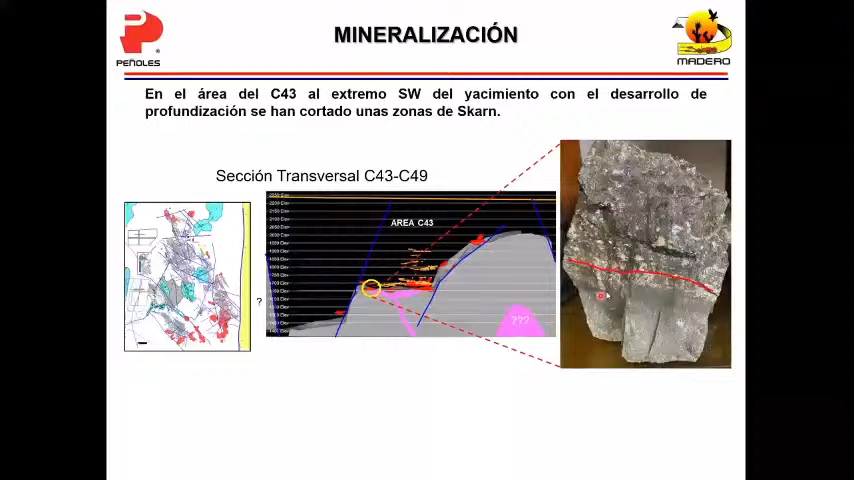 MINERALIZACIÓN
PEÑOLES
MADERO
En el área del C43 al extremo SW del yacimiento con el desarrollo de
profundización se han cortado unas zonas de Skarn.
Sección Transversal C43-C49
AREA C43
?
???